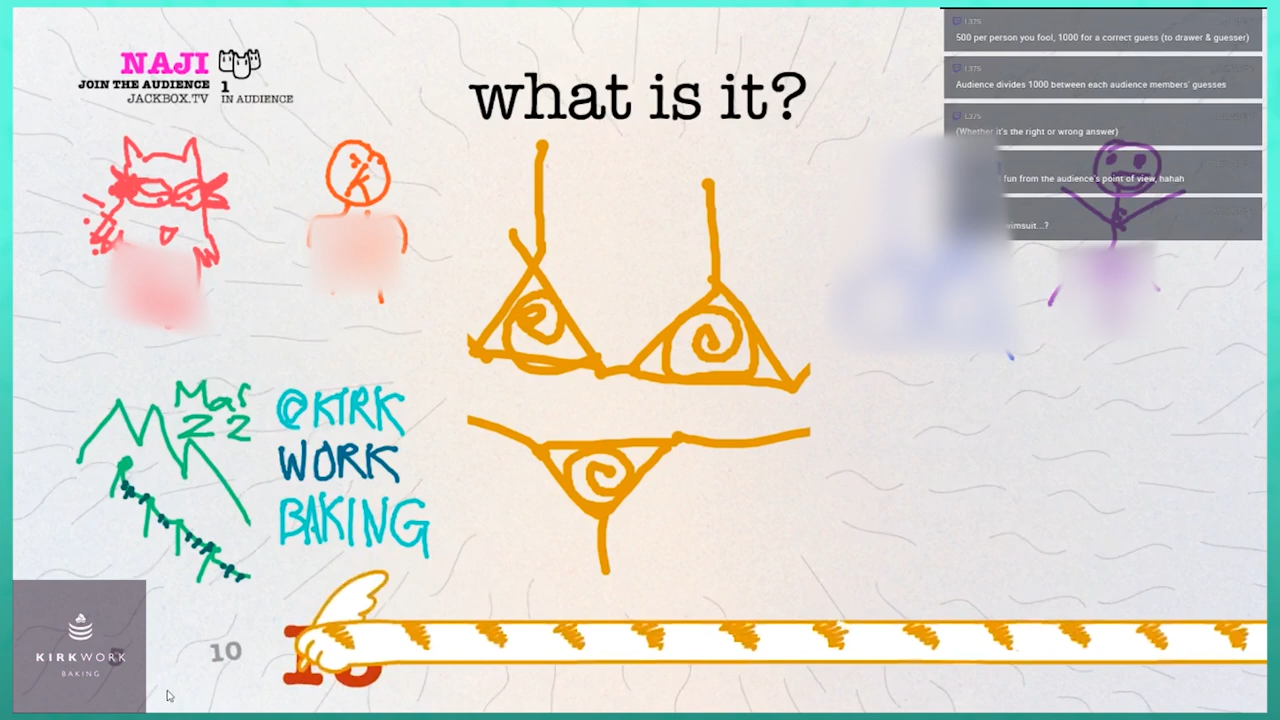 NAJI
JOIN THE AUDIENCE
JACKBOX.TV
1
IN AUDIENCE
what is it?
500 per person you fool, 1000 for a correct guess (to drawer & guesser)
Audience divides 1000 between each audience members' guesses
(Whether it's the right or wrong answer)
fun from the audience's point of view, hahah
Mar
22
@KIRK
WORK
BAKING
10
KIRKWORK
BAKING